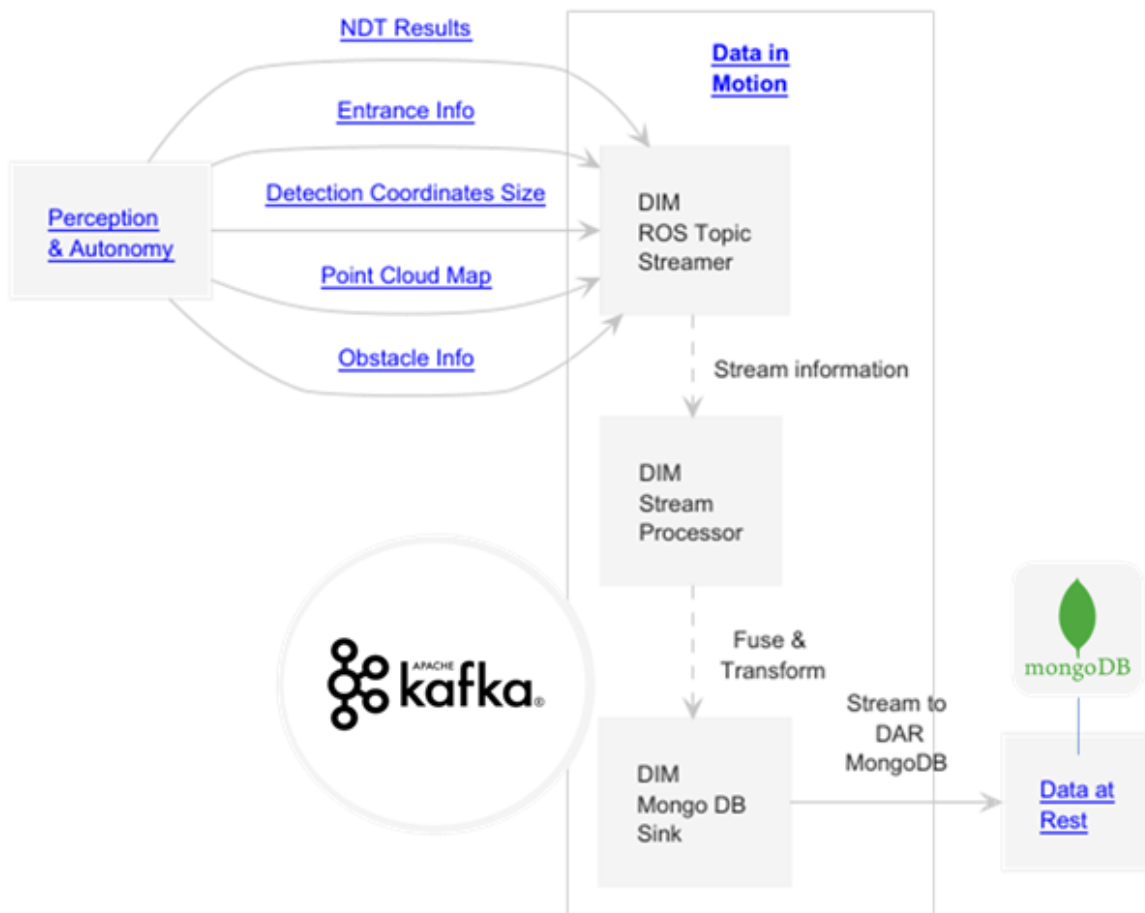 NDT Results
Entrance Info
Detection Coordinates Size
Point Cloud Map
Obstacle Info
Perception
& Autonomy
Data in
Motion
DIM
ROS Topic
Streamer
Stream information
DIM
Stream
Processor
Fuse &
Transform
APACHE
kafka®
DIM
Mongo DB
Sink
Stream to
DAR
MongoDB
mongoDB
Data at
Rest